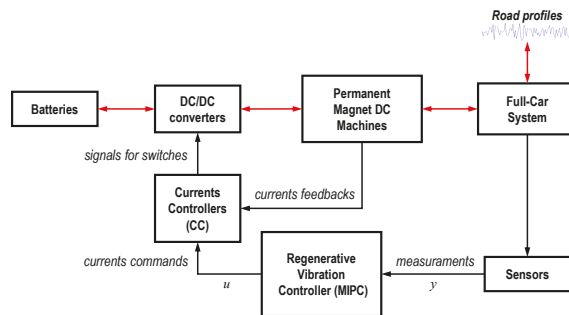 Road profiles
Batteries
DC/DC
converters
Permanent
Magnet DC
Machines
Full-Car
System
signals for switches
Currents
Controllers
(CC)
currents feedbacks
currents commands
u
Regenerative
Vibration
Controller (MIPC)
measuraments
y
Sensors